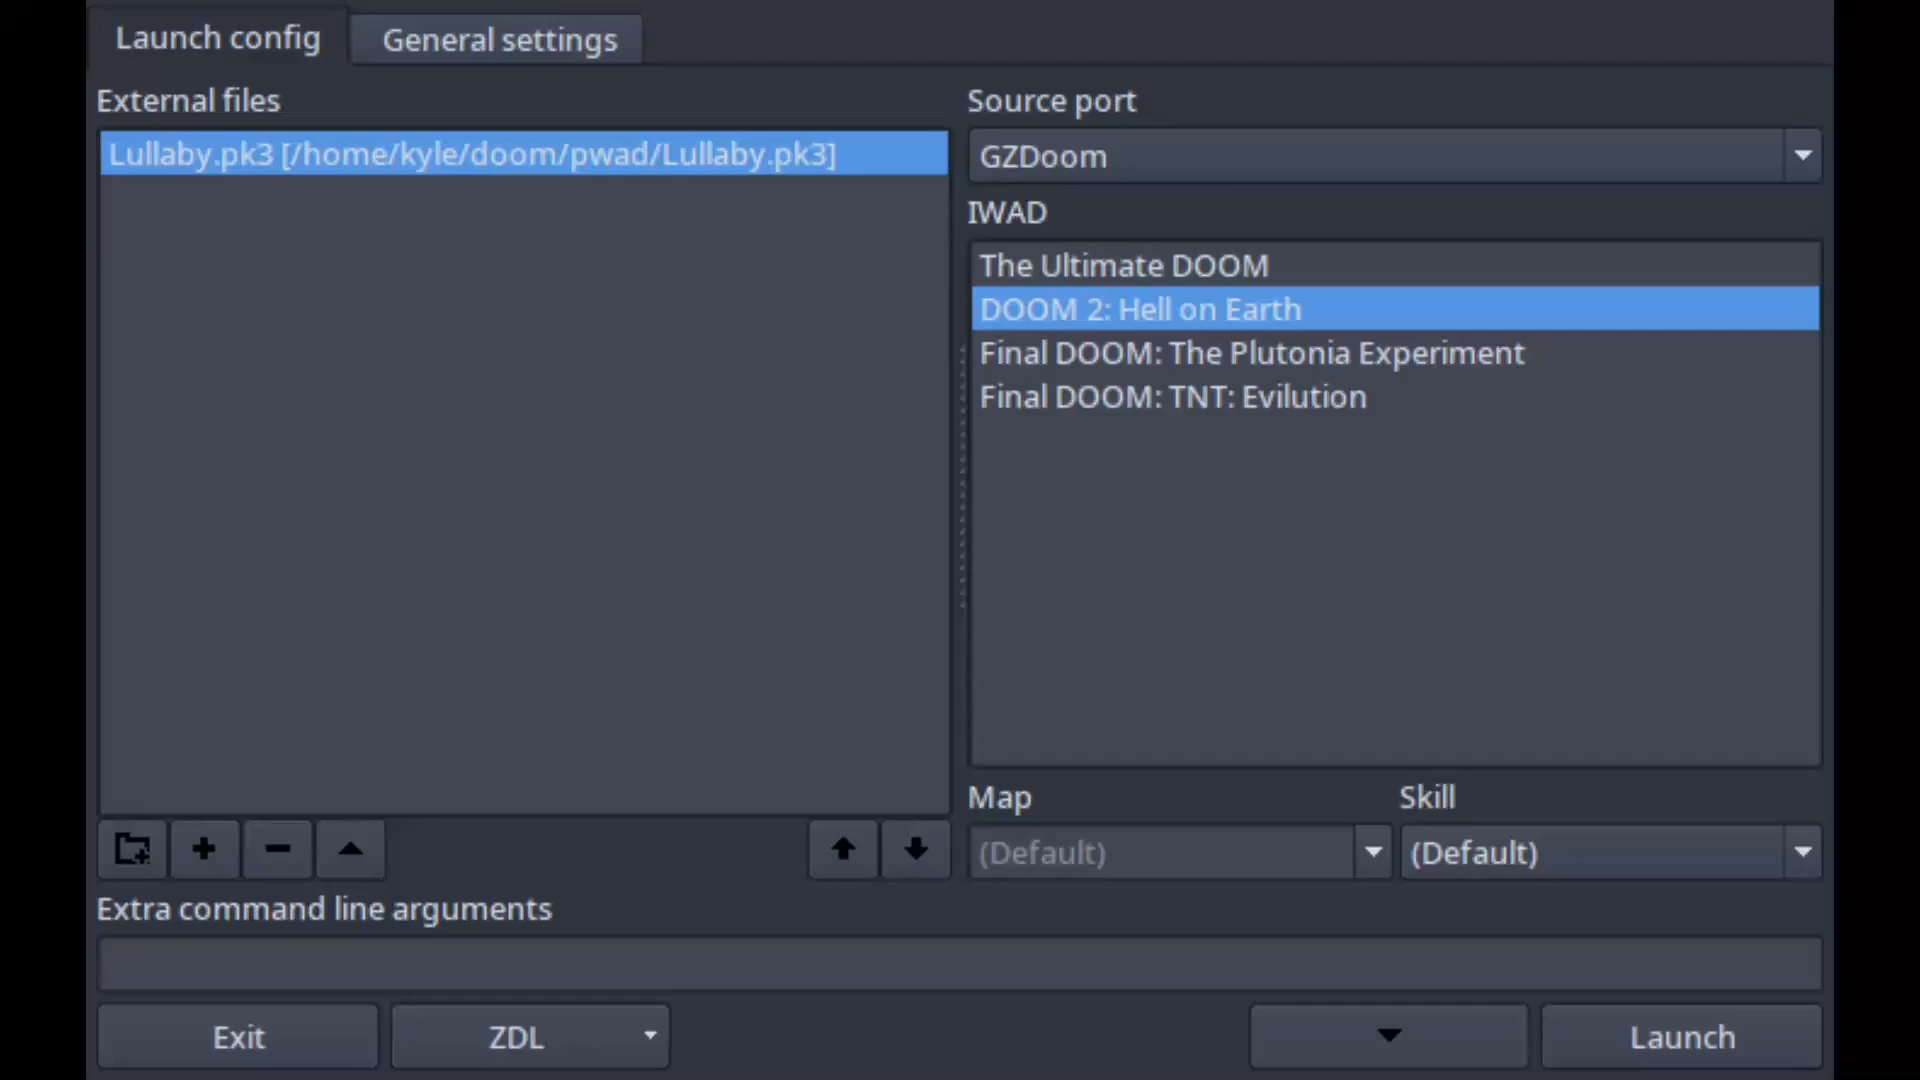 Launch config
General settings
External files
Lullaby.pk3 [/home/kyle/doom/pwad/Lullaby.pk3]
Source port
GZDoom
IWAD
The Ultimate DOOM
DOOM 2: Hell on Earth
Final DOOM: The Plutonia Experiment
Final DOOM: TNT: Evilution
Map
Skill
(Default)
(Default)
Extra command line arguments
Exit
ZDL
Launch